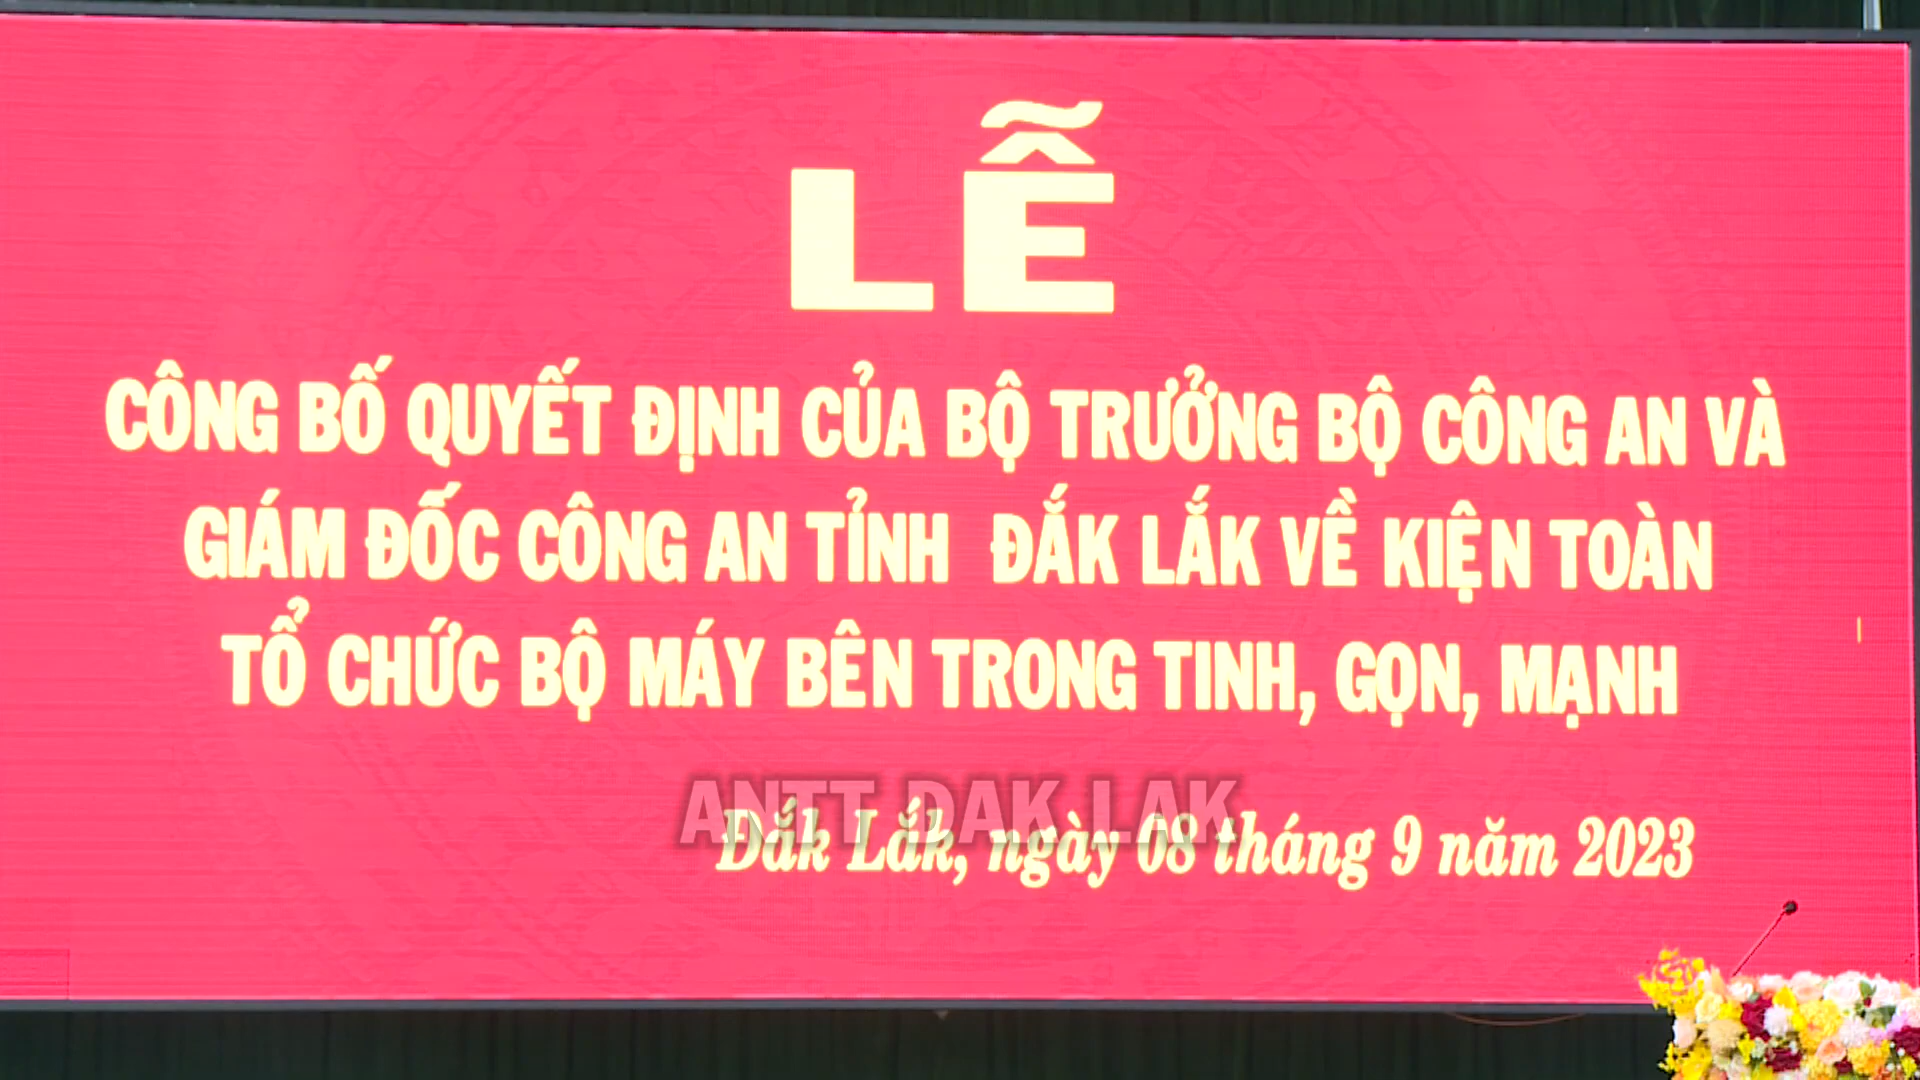 LỄ
CÔNG BỐ QUYẾT ĐỊNH CỦA BỘ TRƯỞNG BỘ CÔNG AN VÀ
GIÁM ĐỐC CÔNG AN TỈNH ĐẮK LẮK VỀ KIỆN TOÀN
TỔ CHỨC BỘ MÁY BÊN TRONG TINH, GỌN, MẠNH
ANTT DAK LAK
Đắk Lắk, ngày 08 tháng 9 năm 2023